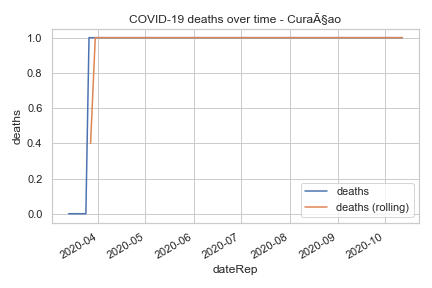 COVID-19 deaths over time - CuraÃ§ao
1.0
0.8
0.6
0.4
0.2
0.0
deaths
deaths
deaths (rolling)
2020-04
2020-05
2020-06
2020-07
2020-08
2020-09
2020-10
dateRep